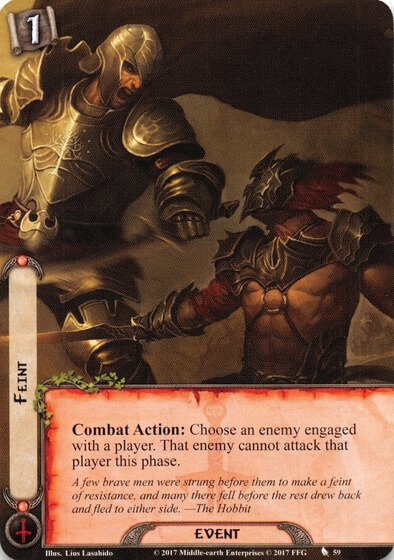 1
FEINT
Combat Action: Choose an enemy engaged
with a player. That enemy cannot attack that
player this phase.
A few brave men were strung before them to make a feint
of resistance, and many there fell before the rest drew back
and fled to either side. —The Hobbit
EVENT
Illus. Lius Lasahido © 2017 Middle-earth Enterprises © 2017 FFG 59